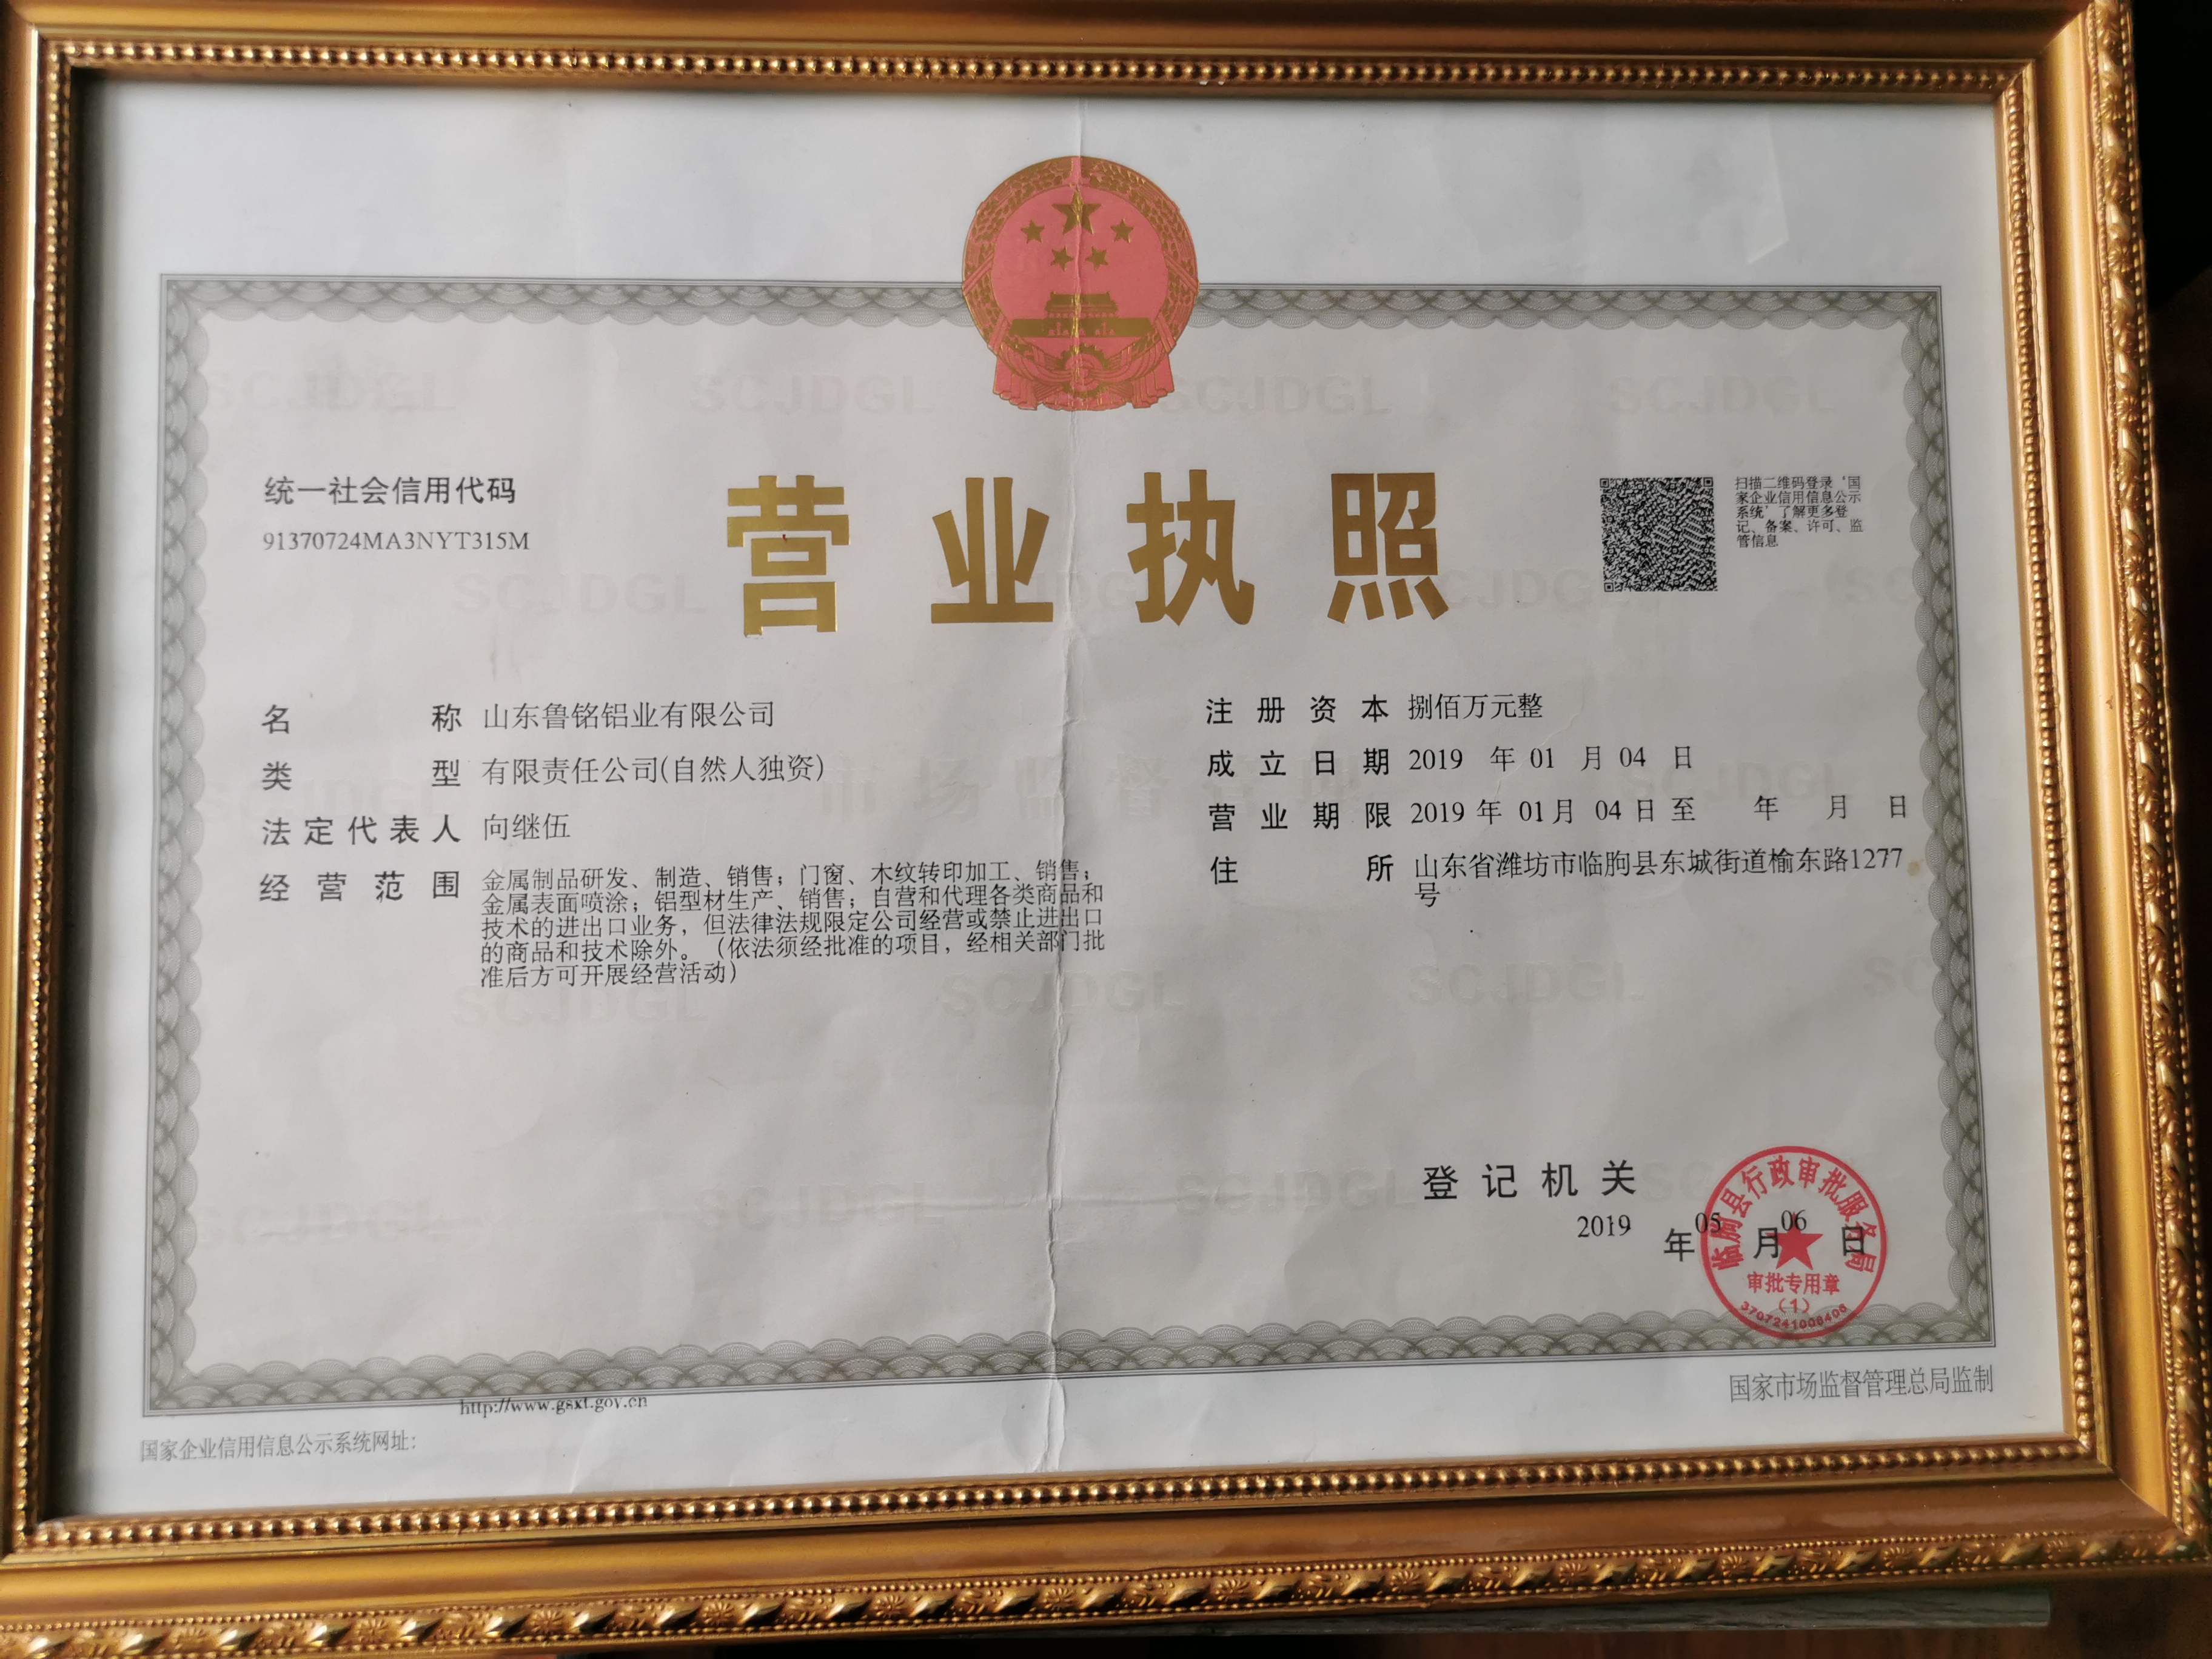 统一社会信用代码
91370724MA3NYT315M
营业执照
扫描二维码登录‘国
家企业信用信息公示
系统’了解更多登
记、备案、许可、监
管信息
名称 山东鲁铭铝业有限公司
类型 有限责任公司(自然人独资)
法定代表人 向继伍
经营范围 金属制品研发、制造、销售；门窗、木纹转印加工、销售；
金属表面喷涂；铝型材生产、销售；自营和代理各类商品和
技术的进出口业务，但法律法规限定公司经营或禁止进出口
的商品和技术除外。（依法须经批准的项目，经相关部门批
准后方可开展经营活动）
注册资本 捌佰万元整
成立日期 2019 年 01 月 04 日
营业期限 2019 年 01 月 04 日 至 年 月 日
住所 山东省潍坊市临朐县东城街道榆东路1277
号
登记机关
2019 年 05 月 06 日
临朐县行政审批服务局
审批专用章
（1）
3707241006406
国家市场监督管理总局监制
http://www.gsxt.gov.cn
国家企业信用信息公示系统网址：
SCJDGL
市场监督管理